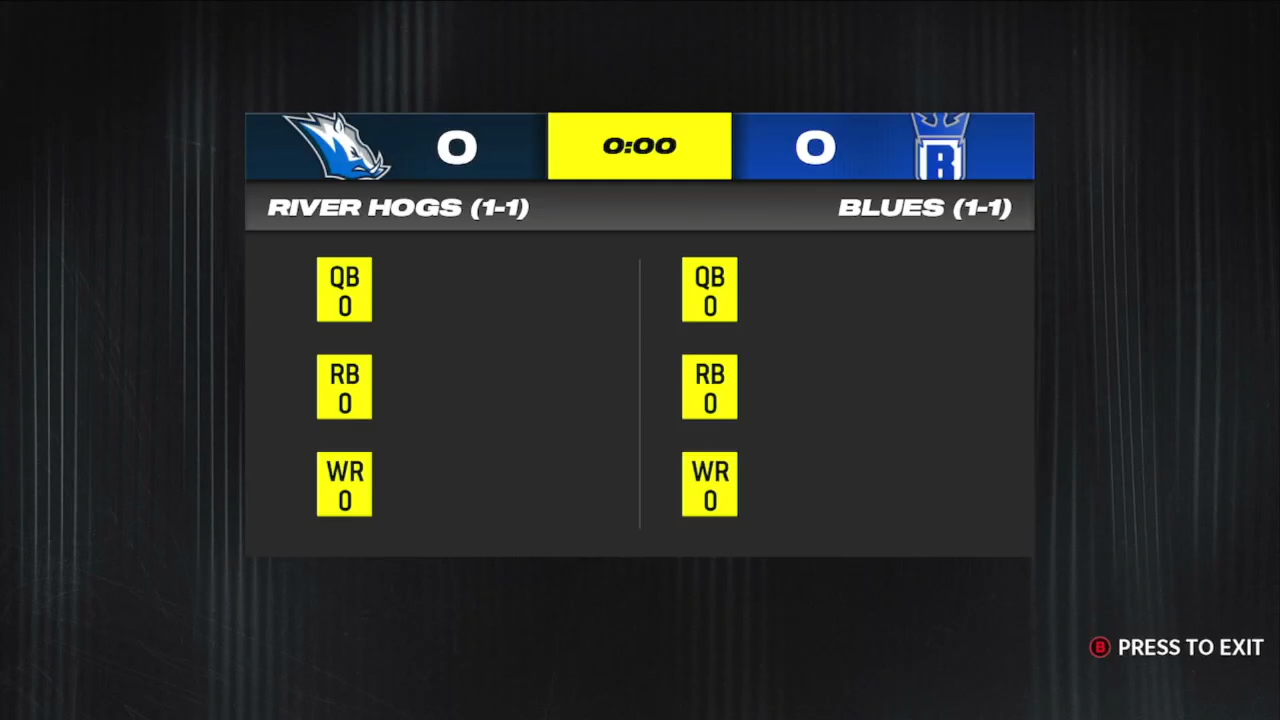 0 0:00 0 B
RIVER HOGS (1-1) BLUES (1-1)
QB
0
RB
0
WR
0
QB
0
RB
0
WR
0
B PRESS TO EXIT